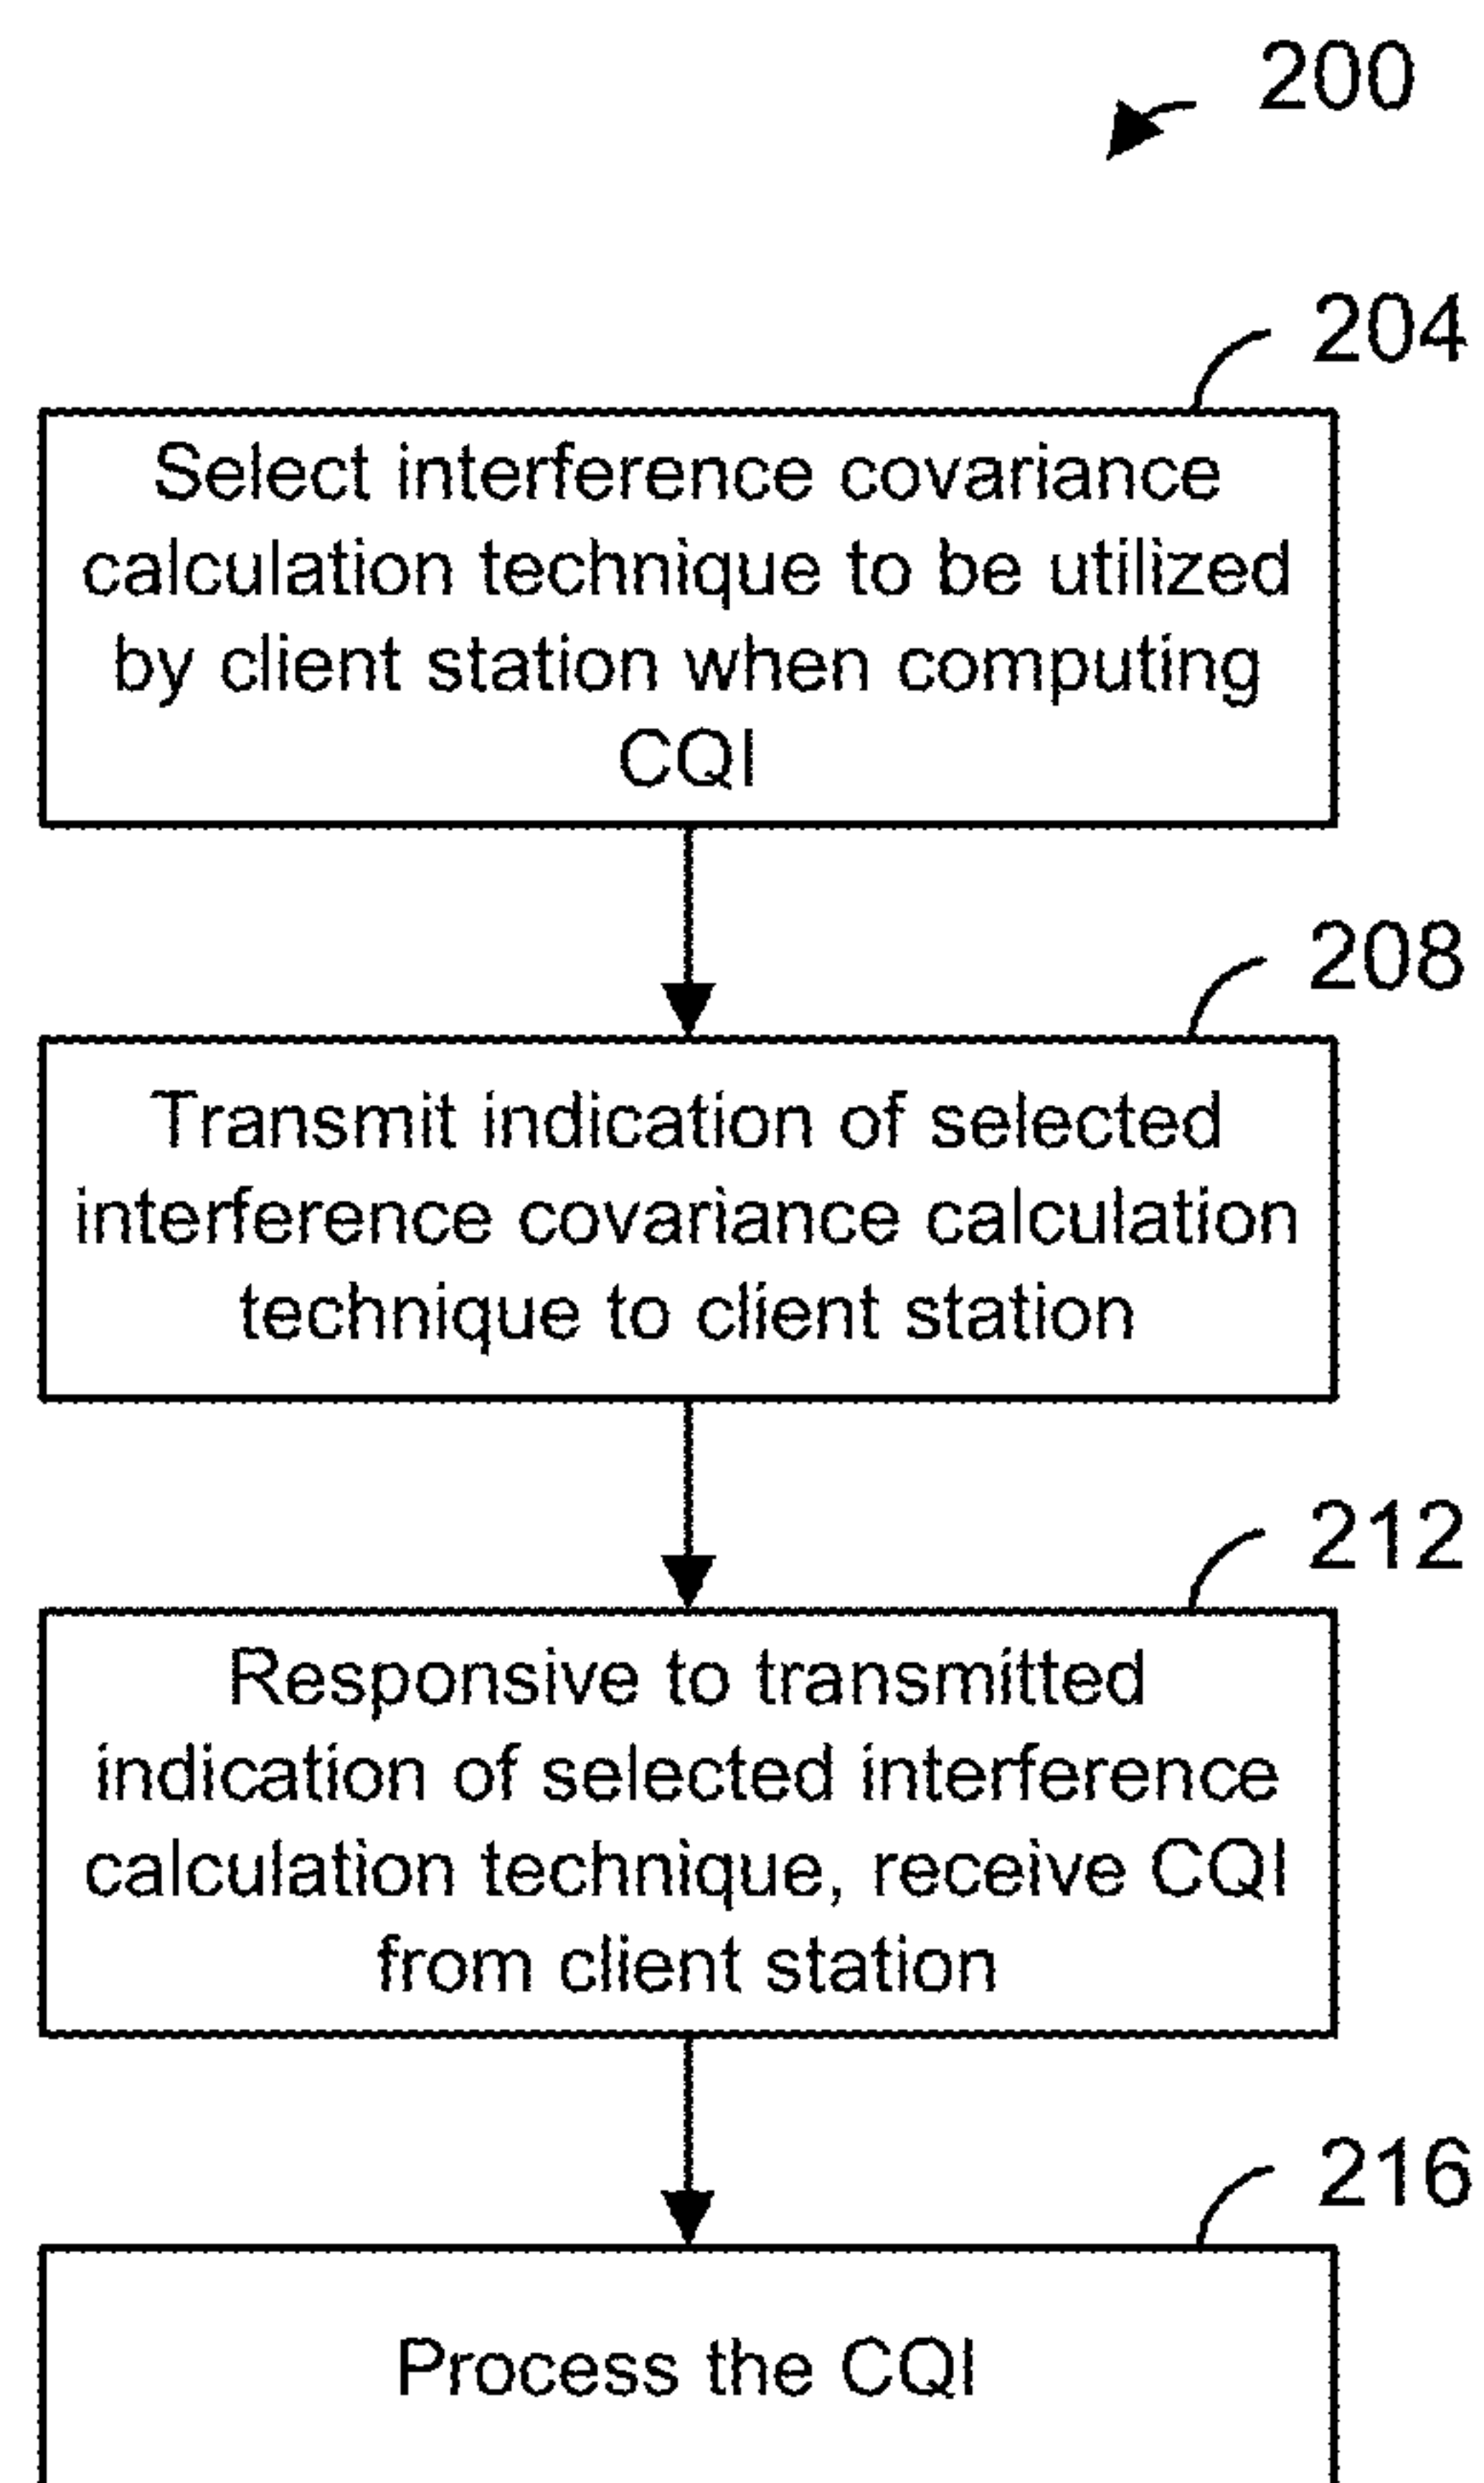 200
204
Select interference covariance
calculation technique to be utilized
by client station when computing
CQI
208
Transmit indication of selected
interference covariance calculation
technique to client station
212
Responsive to transmitted
indication of selected interference
calculation technique, receive CQI
from client station
216
Process the CQI